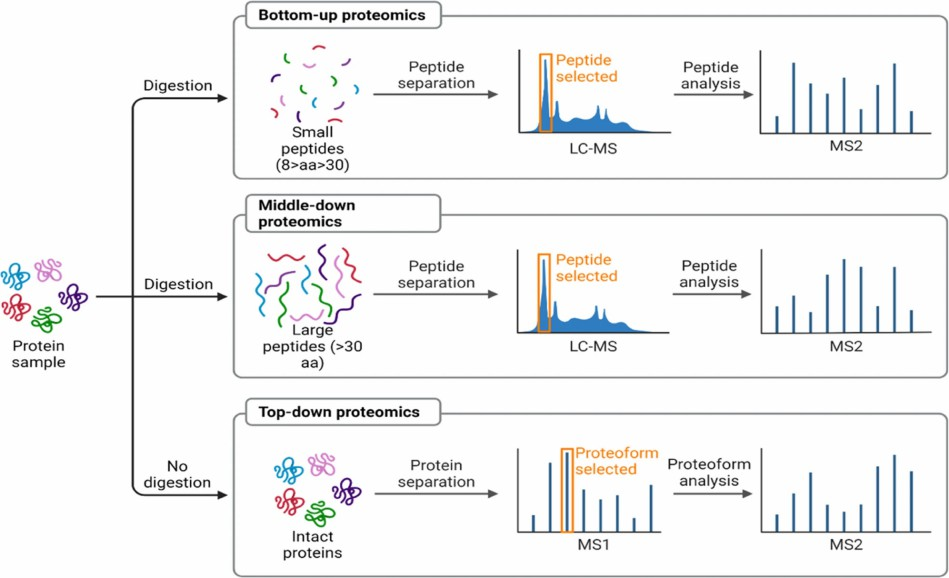 Bottom-up proteomics
Digestion
Small
peptides
(8>aa>30)
Peptide
separation
Peptide
selected
LC-MS
Peptide
analysis
MS2
Middle-down
proteomics
Protein
sample
Digestion
Large
peptides (>30
aa)
Peptide
separation
Peptide
selected
LC-MS
Peptide
analysis
MS2
Top-down proteomics
No
digestion
Intact
proteins
Protein
separation
Proteoform
selected
MS1
Proteoform
analysis
MS2